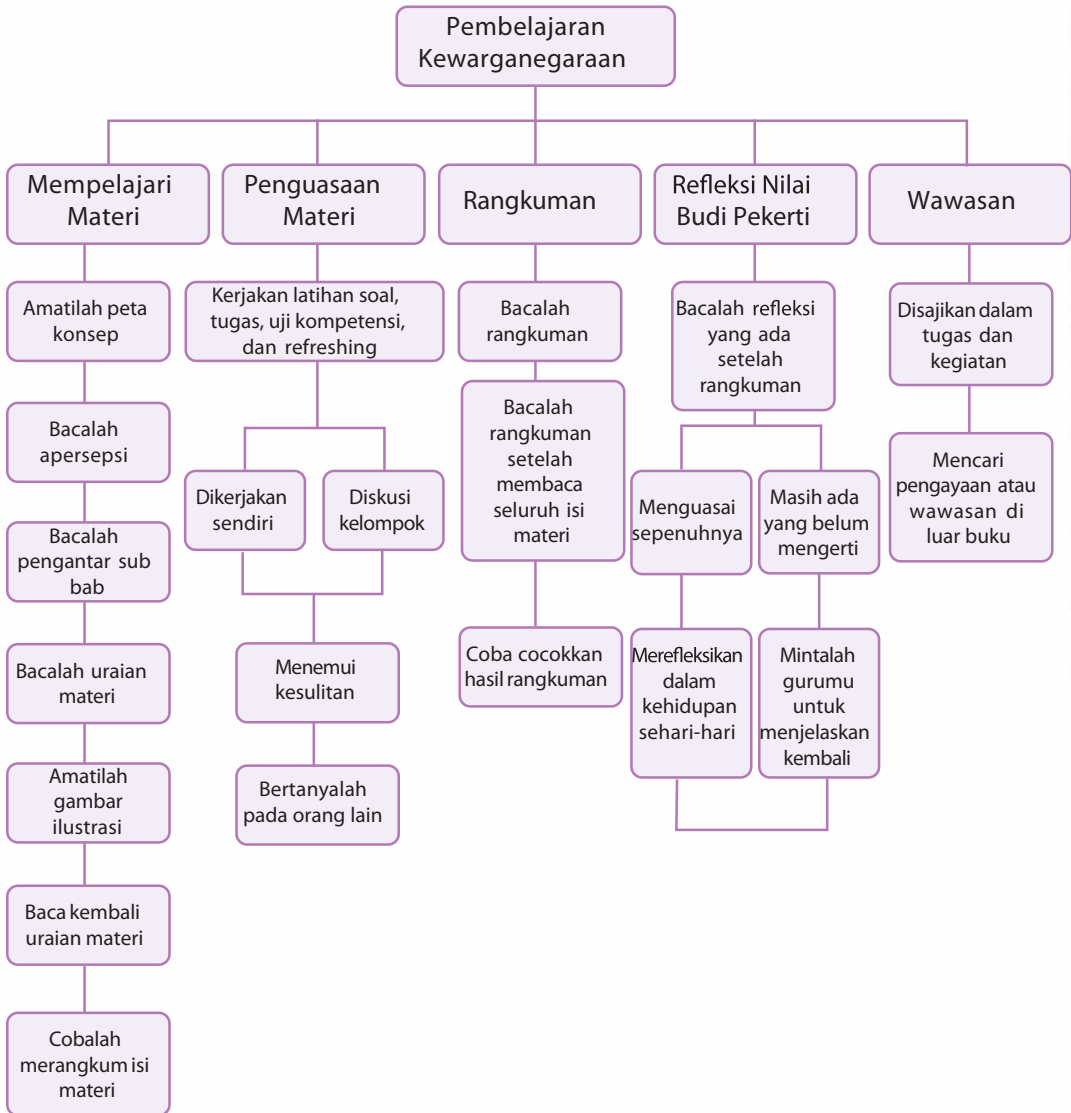 Pembelajaran
Kewarganegaraan
Mempelajari
Materi
Amatilah peta
konsep
Bacalah
apersepsi
Bacalah
pengantar sub
bab
Bacalah uraian
materi
Amatilah
gambar
ilustrasi
Baca kembali
uraian materi
Cobalah
merangkum isi
materi
Penguasaan
Materi
Kerjakan latihan soal,
tugas, uji kompetensi,
dan refreshing
Dikerjakan
sendiri
Diskusi
kelompok
Menemui
kesulitan
Bertanyalah
pada orang lain
Rangkuman
Bacalah
rangkuman
Bacalah
rangkuman
setelah
membaca
seluruh isi
materi
Coba cocokkan
hasil rangkuman
Refleksi Nilai
Budi Pekerti
Bacalah refleksi
yang ada
setelah
rangkuman
Menguasai
sepenuhnya
Masih ada
yang belum
mengerti
Merefleksikan
dalam
kehidupan
sehari-hari
Mintalah
gurumu
untuk
menjelaskan
kembali
Wawasan
Disajikan dalam
tugas dan
kegiatan
Mencari
pengayaan atau
wawasan di
luar buku